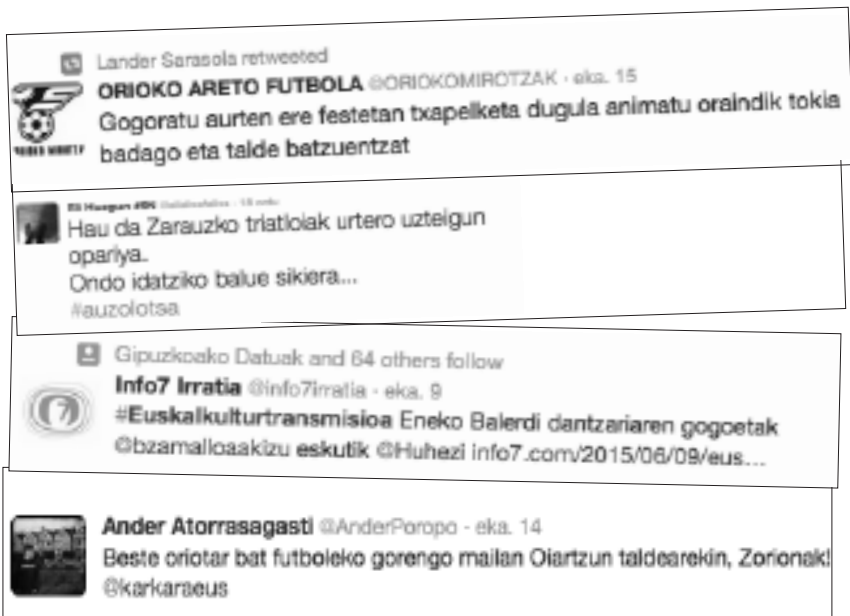 Lander Sarasola retweeted
ORIOKO ARETO FUTBOLA @ORIOKOMIROTZAK · eka. 15
Gogoratu aurten ere festetan txapelketa dugula animatu oraindik tokia
badago eta talde batzuentzat
Hau da Zarauzko triatloiak urtero uzteigun
opariya.
Ondo idatziko balue sikiera...
#auzolotsa
Gipuzkoako Datuak and 64 others follow
Info7 Irratia @info7irratia · eka. 9
#Euskalkulturtransmisioa Eneko Balerdi dantzariaren gogoetak
@bzamalloaakizu eskutik @Huhezi info7.com/2015/06/09/eus...
Ander Atorrasagasti @AnderPoropo · eka. 14
Beste oriotar bat futboleko gorengo mailan Oiartzun taldearekin, Zorionak!
@karkaraeus